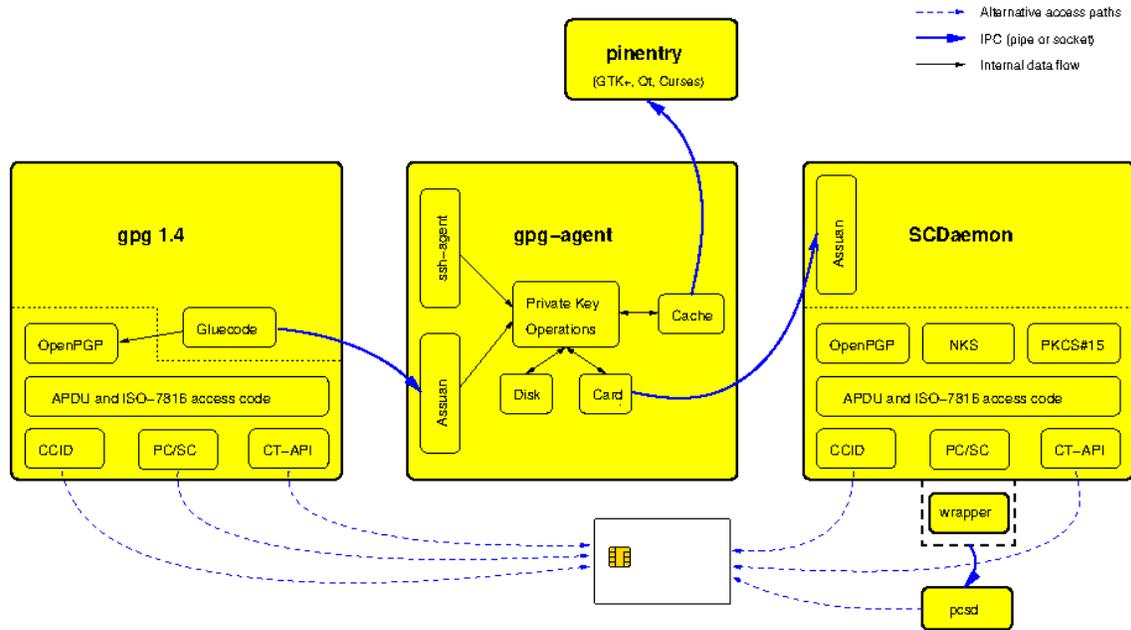 Alternative access paths
IPC (pipe or socket)
Internal data flow
pinentry
(GTK+, Qt, Curses)
gpg 1.4
Gluecode
OpenPGP
APDU and ISO-7816 access code
CCID
PC/SC
CT-API
gpg-agent
ssh-agent
Assuan
Private Key
Operations
Cache
Disk
Card
SCDaemon
Assuan
OpenPGP
NKS
PKCS#15
APDU and ISO-7816 access code
CCID
PC/SC
CT-API
wrapper
pcsd